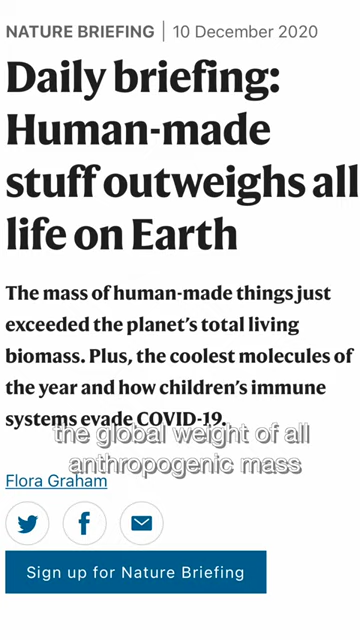 NATURE BRIEFING | 10 December 2020
Daily briefing:
Human-made
stuff outweighs all
life on Earth
The mass of human-made things just
exceeded the planet's total living
biomass. Plus, the coolest molecules of
the year and how children's immune
systems evade COVID-19.
the global weight of all
anthropogenic mass
Flora Graham
Sign up for Nature Briefing